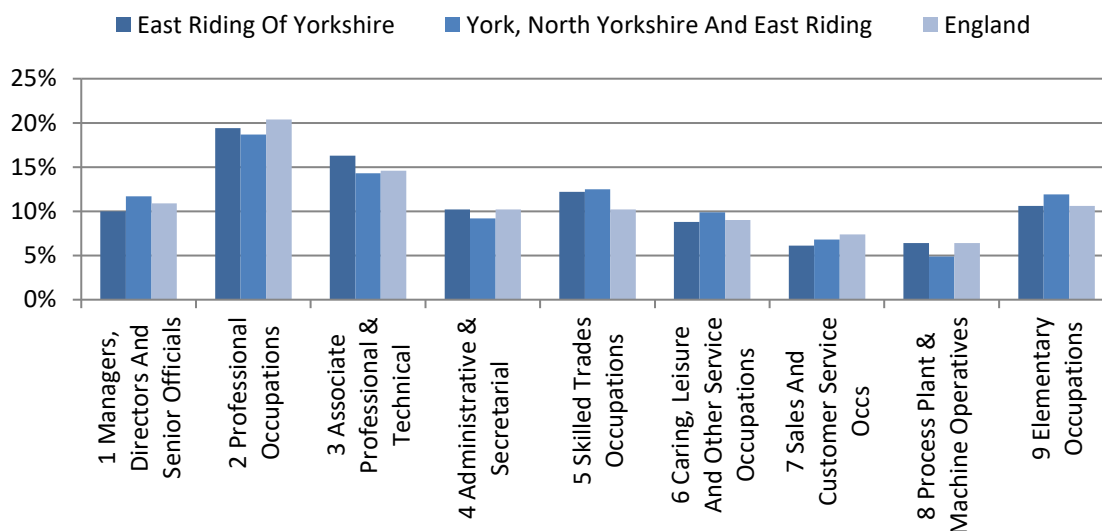 East Riding Of Yorkshire York, North Yorkshire And East Riding England
25%
20%
15%
10%
5%
0%
1 Managers,
Directors And
Senior Officials
2 Professional
Occupations
3 Associate
Professional &
Technical
4 Administrative &
Secretarial
5 Skilled Trades
Occupations
6 Caring, Leisure
And Other Service
Occupations
7 Sales And
Customer Service
Occs
8 Process Plant &
Machine Operatives
9 Elementary
Occupations